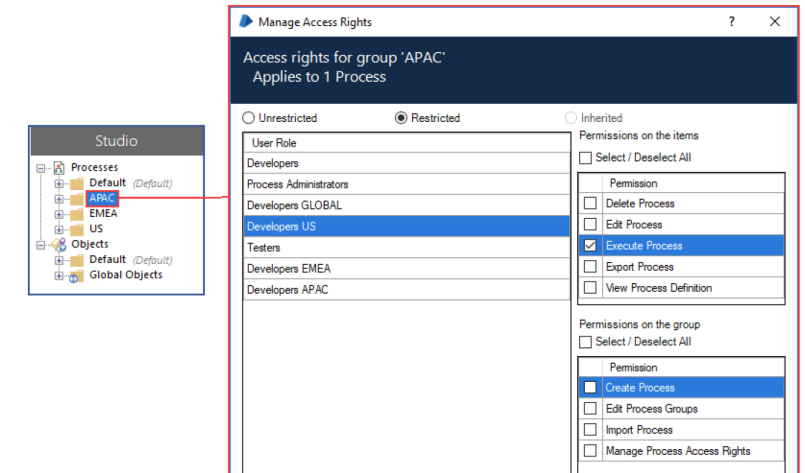 Manage Access Rights
Access rights for group 'APAC'
Applies to 1 Process
Unrestricted
Restricted
Inherited
Studio
Processes
Default (Default)
APAC
EMEA
US
Objects
Default (Default)
Global Objects
User Role
Developers
Process Administrators
Developers GLOBAL
Developers US
Testers
Developers EMEA
Developers APAC
Permissions on the items
Select / Deselect All
Permission
Delete Process
Edit Process
Execute Process
Export Process
View Process Definition
Permissions on the group
Select / Deselect All
Permission
Create Process
Edit Process Groups
Import Process
Manage Process Access Rights